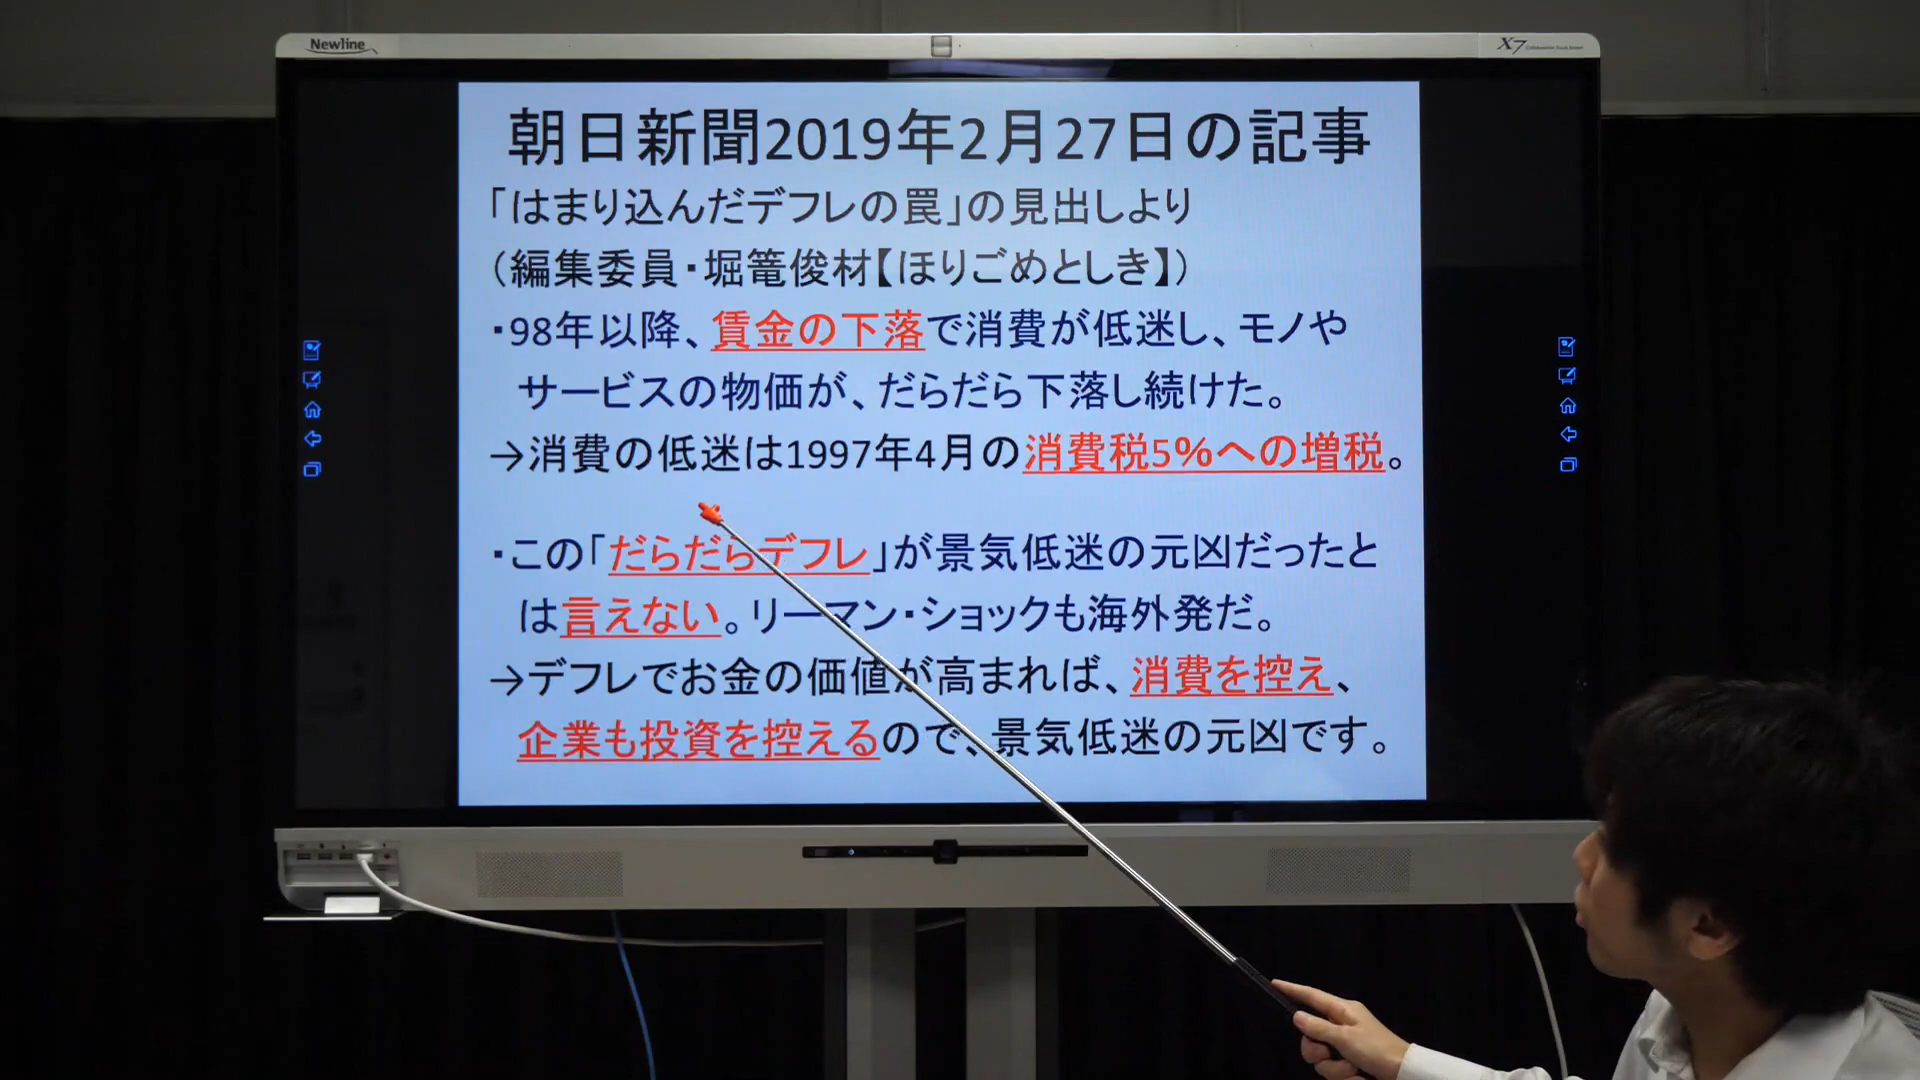 Newline
X7
朝日新聞2019年2月27日の記事
「はまり込んだデフレの罠」の見出しより
（編集委員・堀篭俊材【ほりごめとしき】）
・98年以降、賃金の下落で消費が低迷し、モノや
サービスの物価が、だらだら下落し続けた。
→消費の低迷は1997年4月の消費税5%への増税。
・この「だらだらデフレ」が景気低迷の元凶だったと
は言えない。リーマン・ショックも海外発だ。
→デフレでお金の価値が高まれば、消費を控え、
企業も投資を控えるので、景気低迷の元凶です。